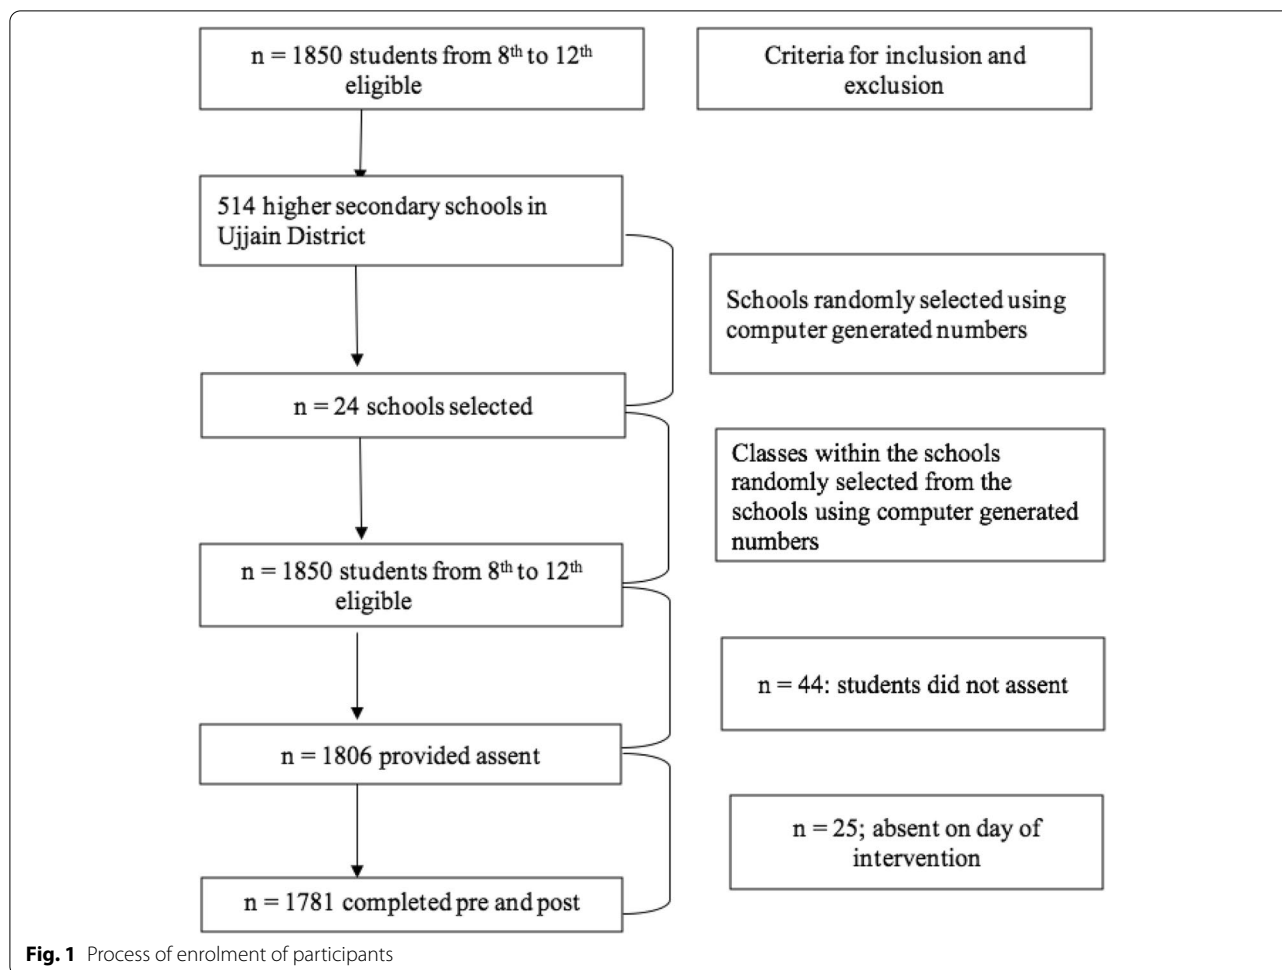 n = 1850 students from 8th to 12th
eligible
Criteria for inclusion and
exclusion
514 higher secondary schools in
Ujjain District
Schools randomly selected using
computer generated numbers
n = 24 schools selected
Classes within the schools
randomly selected from the
schools using computer generated
numbers
n = 1850 students from 8th to 12th
eligible
n = 44: students did not assent
n = 1806 provided assent
n = 25; absent on day of
intervention
n = 1781 completed pre and post
Fig. 1 Process of enrolment of participants